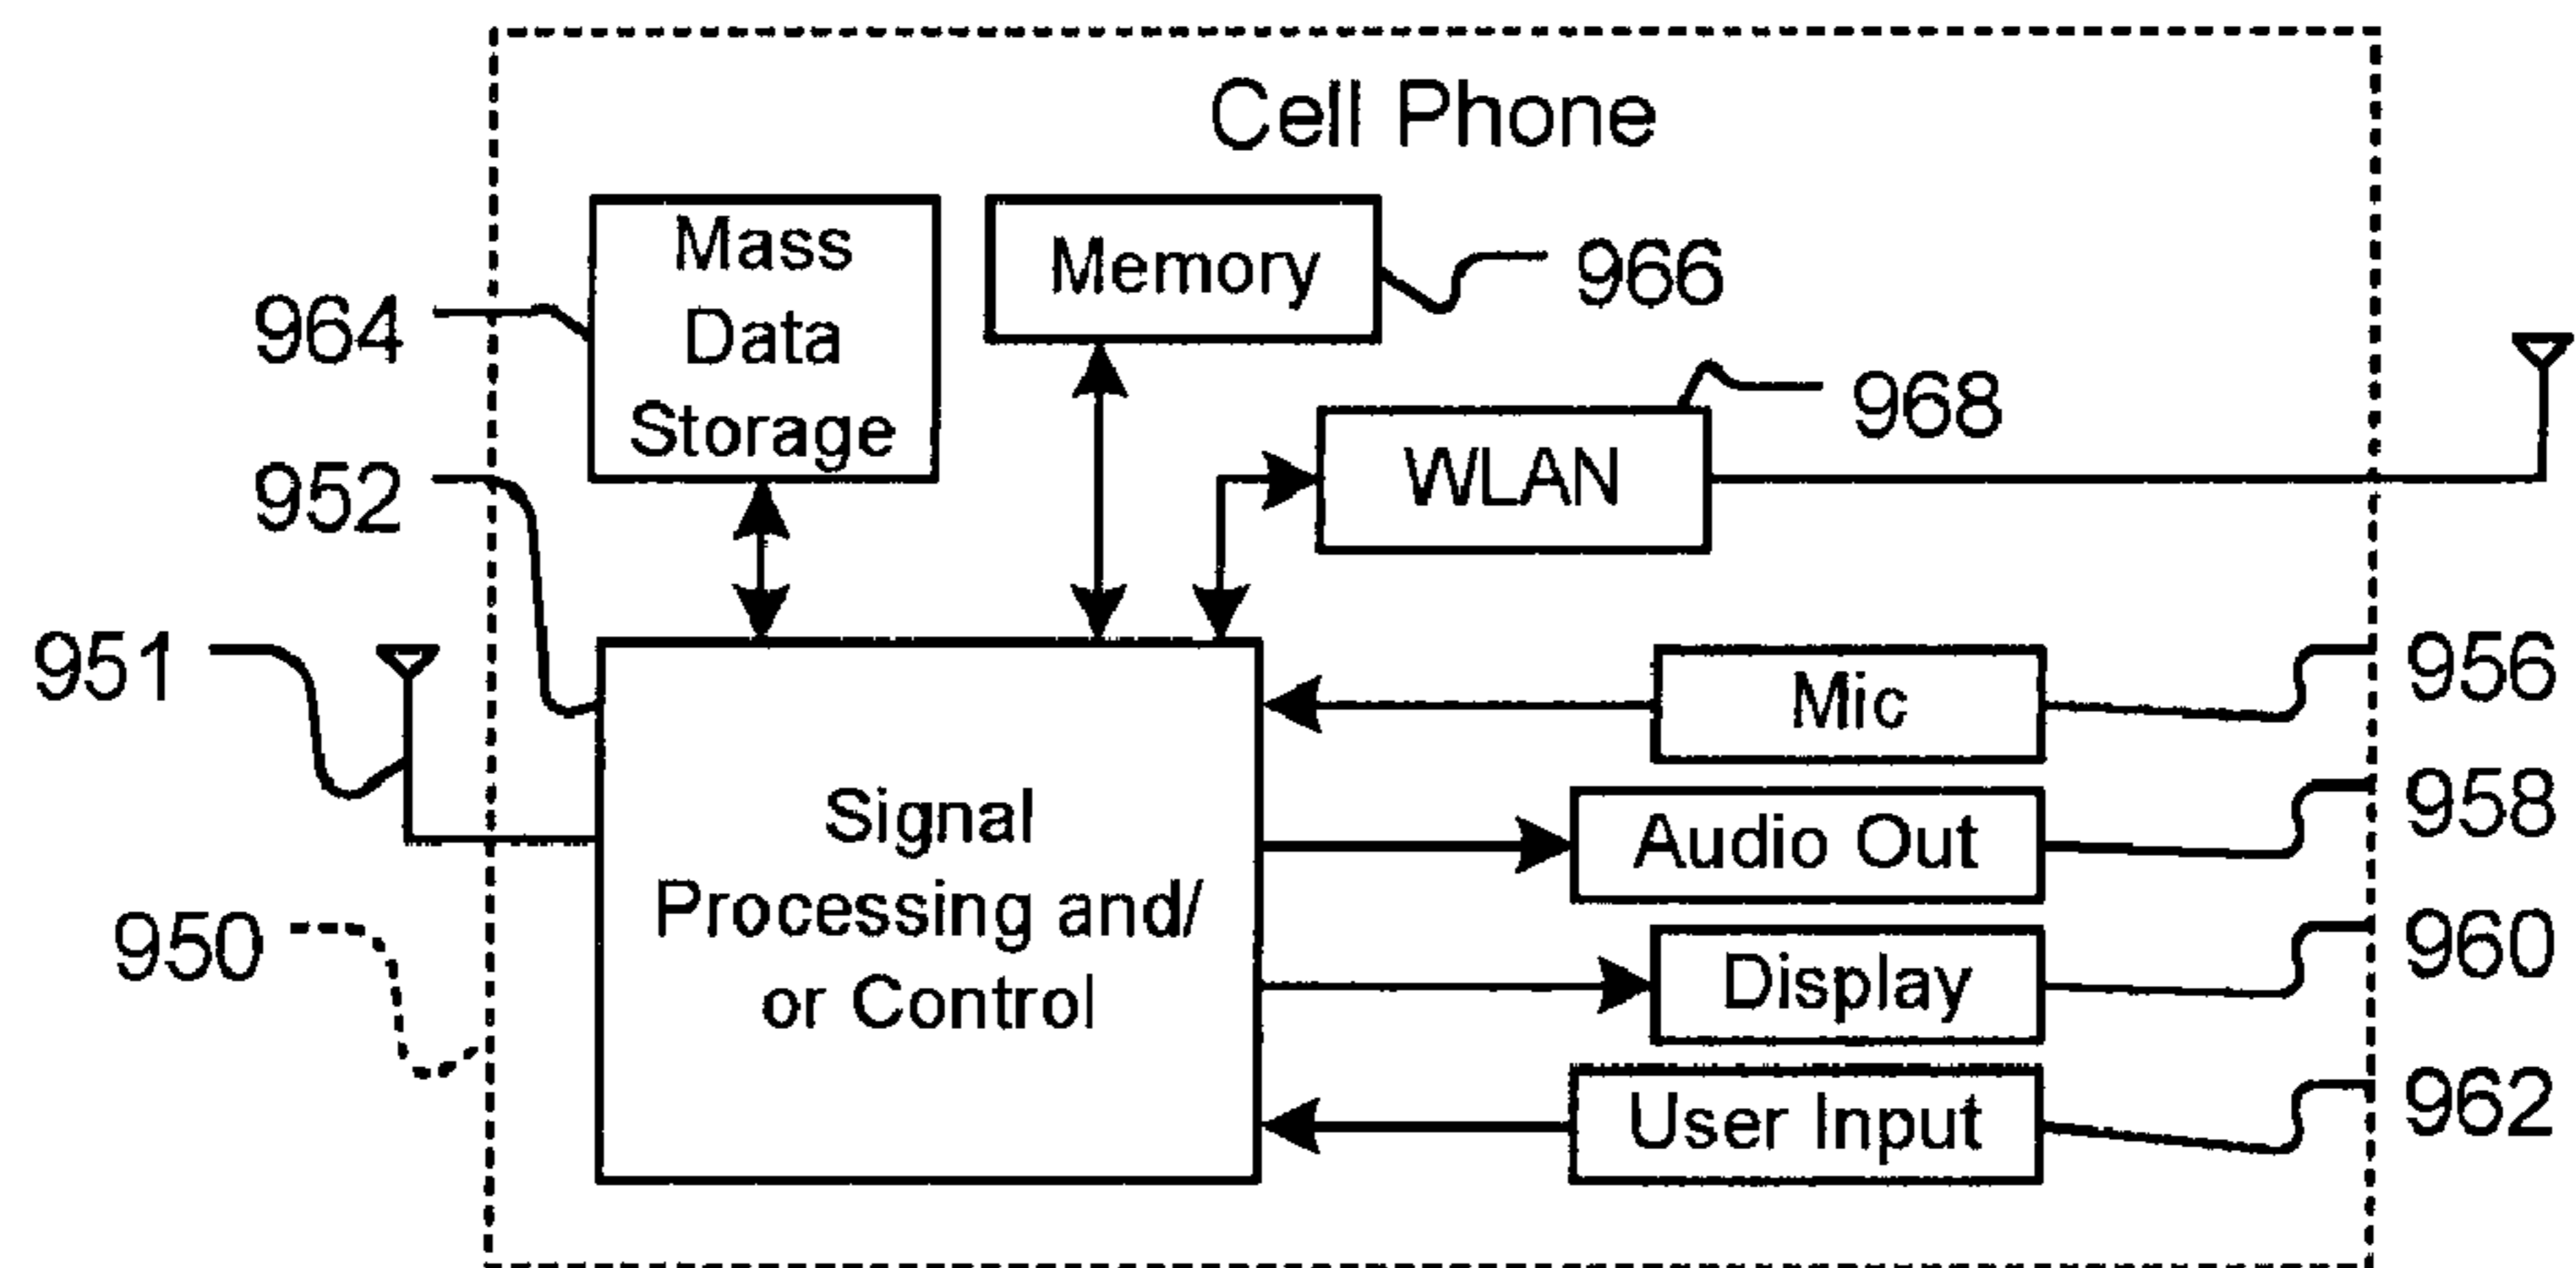 Cell Phone
Mass
Data
Storage
Memory
966
964
968
WLAN
952
951
Mic
956
Signal
Processing and/
or Control
Audio Out
958
950
Display
960
User Input
962